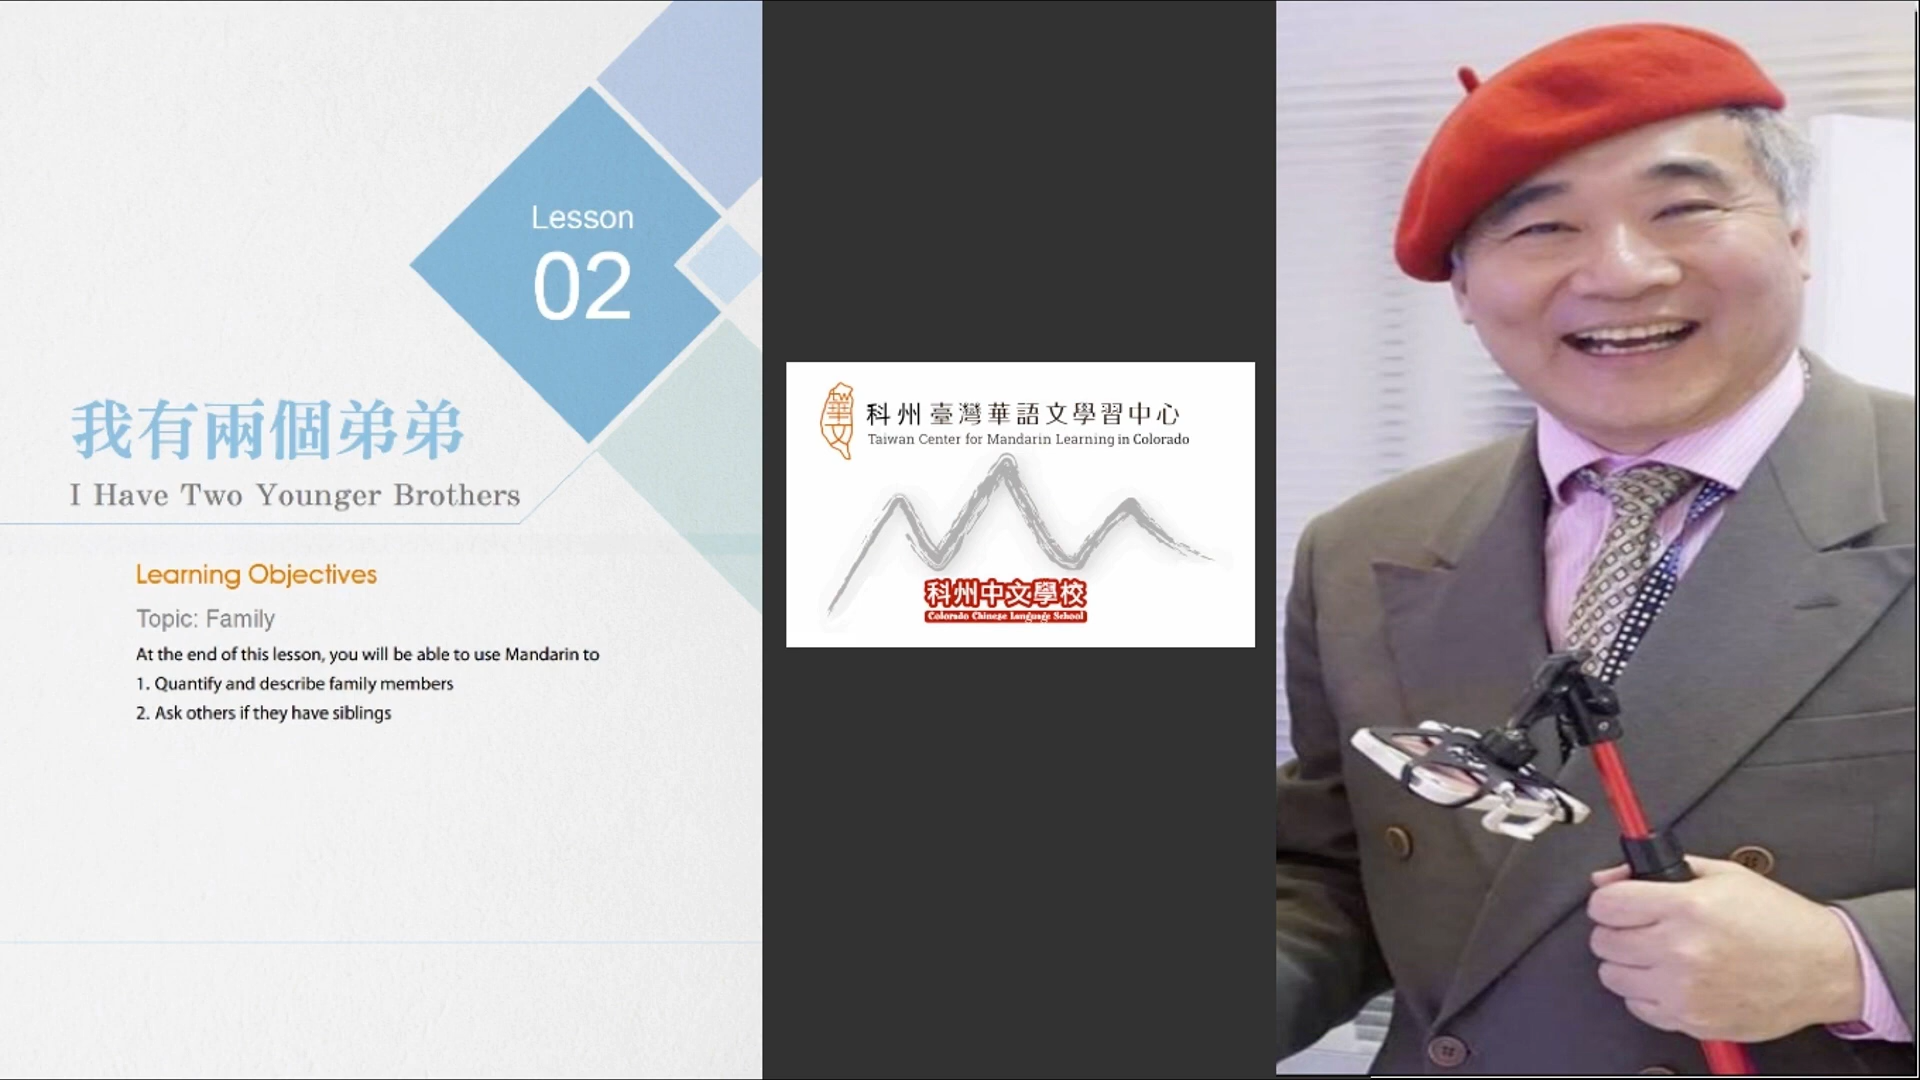 Lesson
02
我有兩個弟弟
I Have Two Younger Brothers
Learning Objectives
Topic: Family
At the end of this lesson, you will be able to use Mandarin to
1. Quantify and describe family members
2. Ask others if they have siblings
tw
華
文
科州臺灣華語文學習中心
Taiwan Center for Mandarin Learning in Colorado
科州中文學校
Colorado Chinese Language School